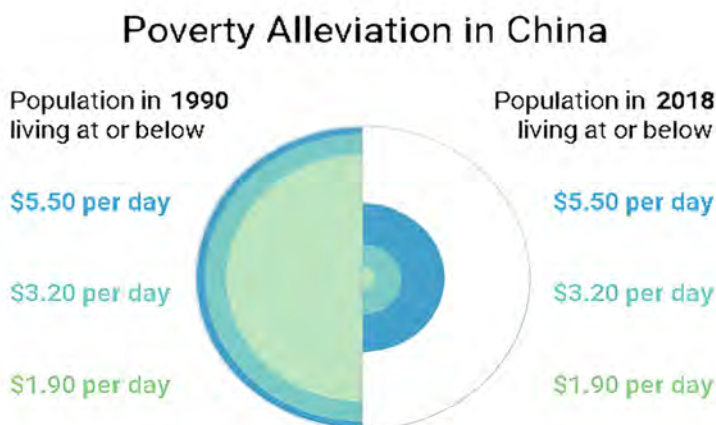 Poverty Alleviation in China
Population in 1990
living at or below
$5.50 per day
$3.20 per day
$1.90 per day
Population in 2018
living at or below
$5.50 per day
$3.20 per day
$1.90 per day